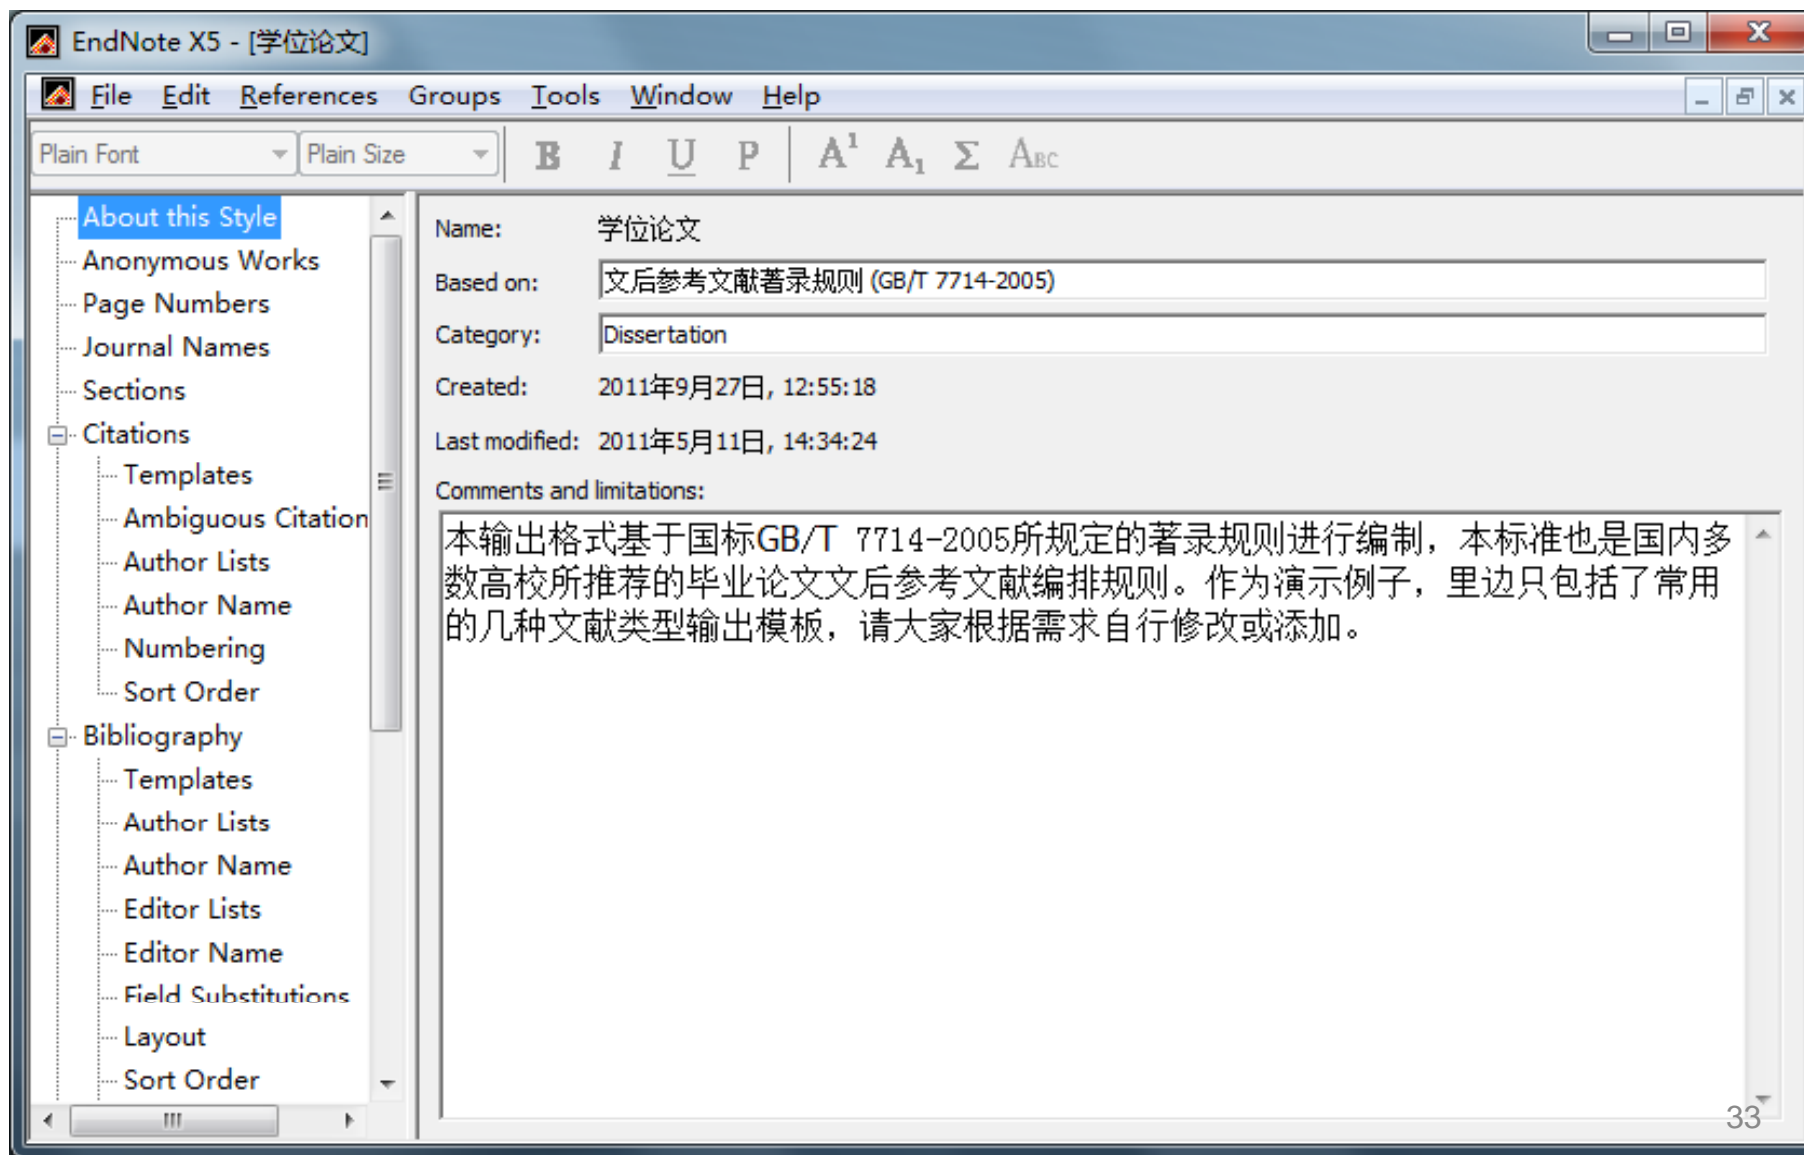 EndNote X5 - [学位论文]
File Edit References Groups Tools Window Help
Plain Font Plain Size B I U P A¹ A₁ Σ ABC
About this Style
Anonymous Works
Page Numbers
Journal Names
Sections
Citations
Templates
Ambiguous Citation
Author Lists
Author Name
Numbering
Sort Order
Bibliography
Templates
Author Lists
Author Name
Editor Lists
Editor Name
Field Substitutions
Layout
Sort Order
Name: 学位论文
Based on: 文后参考文献著录规则 (GB/T 7714-2005)
Category: Dissertation
Created: 2011年9月27日, 12:55:18
Last modified: 2011年5月11日, 14:34:24
Comments and limitations:
本输出格式基于国标GB/T 7714-2005所规定的著录规则进行编制，本标准也是国内多
数高校所推荐的毕业论文文后参考文献编排规则。作为演示例子，里边只包括了常用
的几种文献类型输出模板，请大家根据需求自行修改或添加。
33